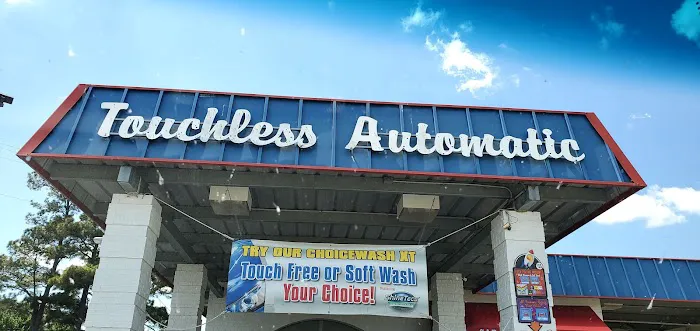 Touchless Automatic
TRY OUR CHOICEWASH XT
Touch Free or Soft Wash
Your Choice!